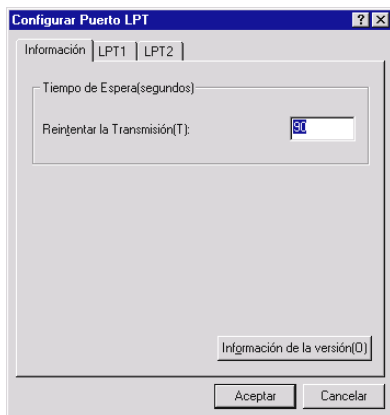 Configurar Puerto LPT
Información LPT1 LPT2
Tiempo de Espera(segundos)
Reintentar la Transmisión(T): 90
Información de la versión(O)
Aceptar Cancelar